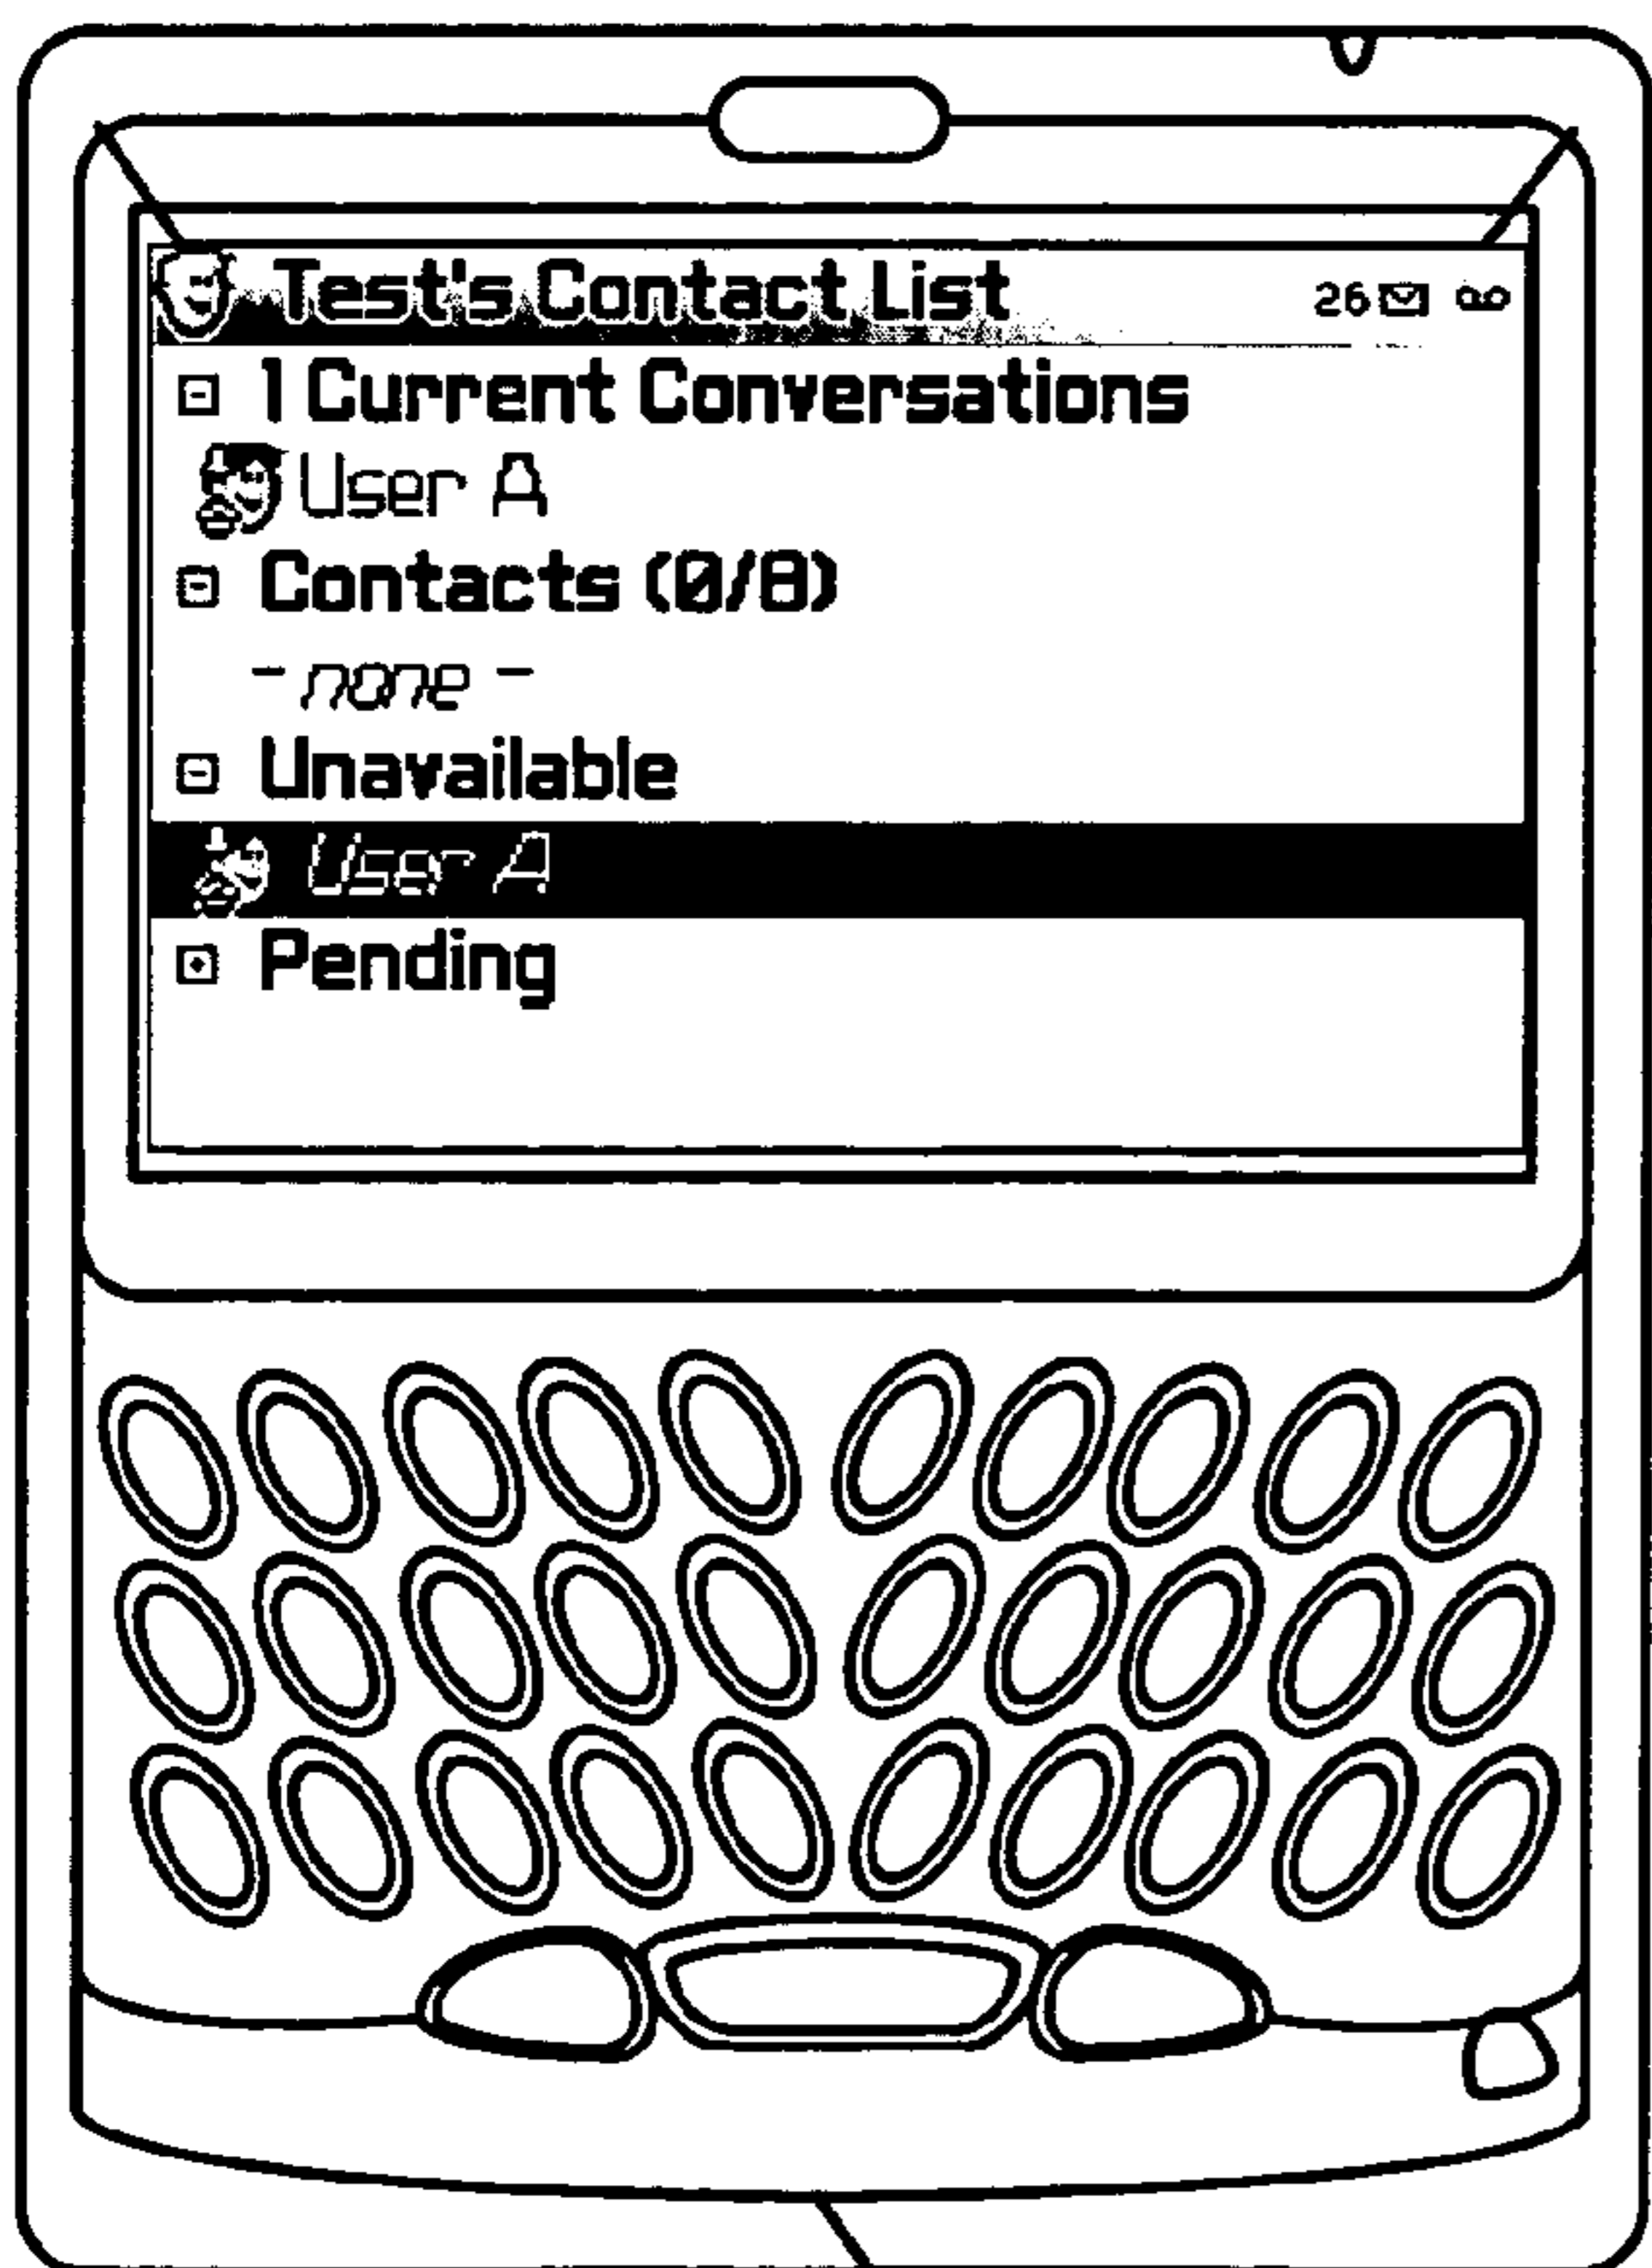 Test's Contact List 26
1 Current Conversations
User A
Contacts (0/8)
- none -
Unavailable
User A
Pending